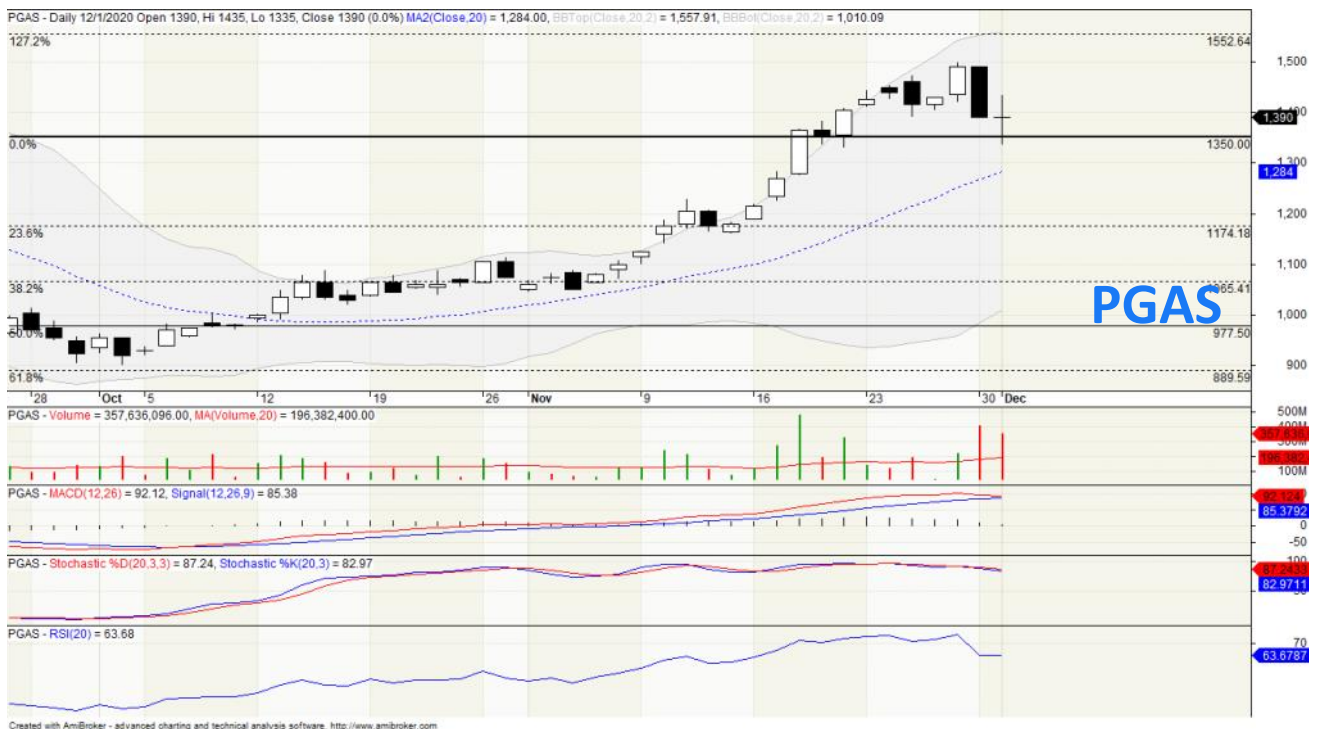 PGAS - Daily 12/1/2020 Open 1390, Hi 1435, Lo 1335, Close 1390 (0.0%) MA2(Close,20) = 1,284.00, BBTop(Close,20,2) = 1,557.91, BBBot(Close,20,2) = 1,010.09
127.2% 1552.64
1,500
1,390
0.0% 1350.00
1,300
1,284
1,200
23.6% 1174.18
1,100
38.2%
PGAS
1,000
50.0% 977.50
900
61.8% 889.59
28 Oct 5 12 19 26 Nov 9 16 23 30 Dec
PGAS - Volume = 357,636,096.00, MA(Volume,20) = 196,382,400.00
500M
400M
357,636
196,382
100M
PGAS - MACD(12,26) = 92.12, Signal(12,26,9) = 85.38
92.124
85.3792
0
-50
PGAS - Stochastic %D(20,3,3) = 87.24, Stochastic %K(20,3) = 82.97
100
87.2433
82.9711
PGAS - RSI(20) = 63.68
70
63.6787
Created with AmiBroker - advanced charting and technical analysis software. http://www.amibroker.com